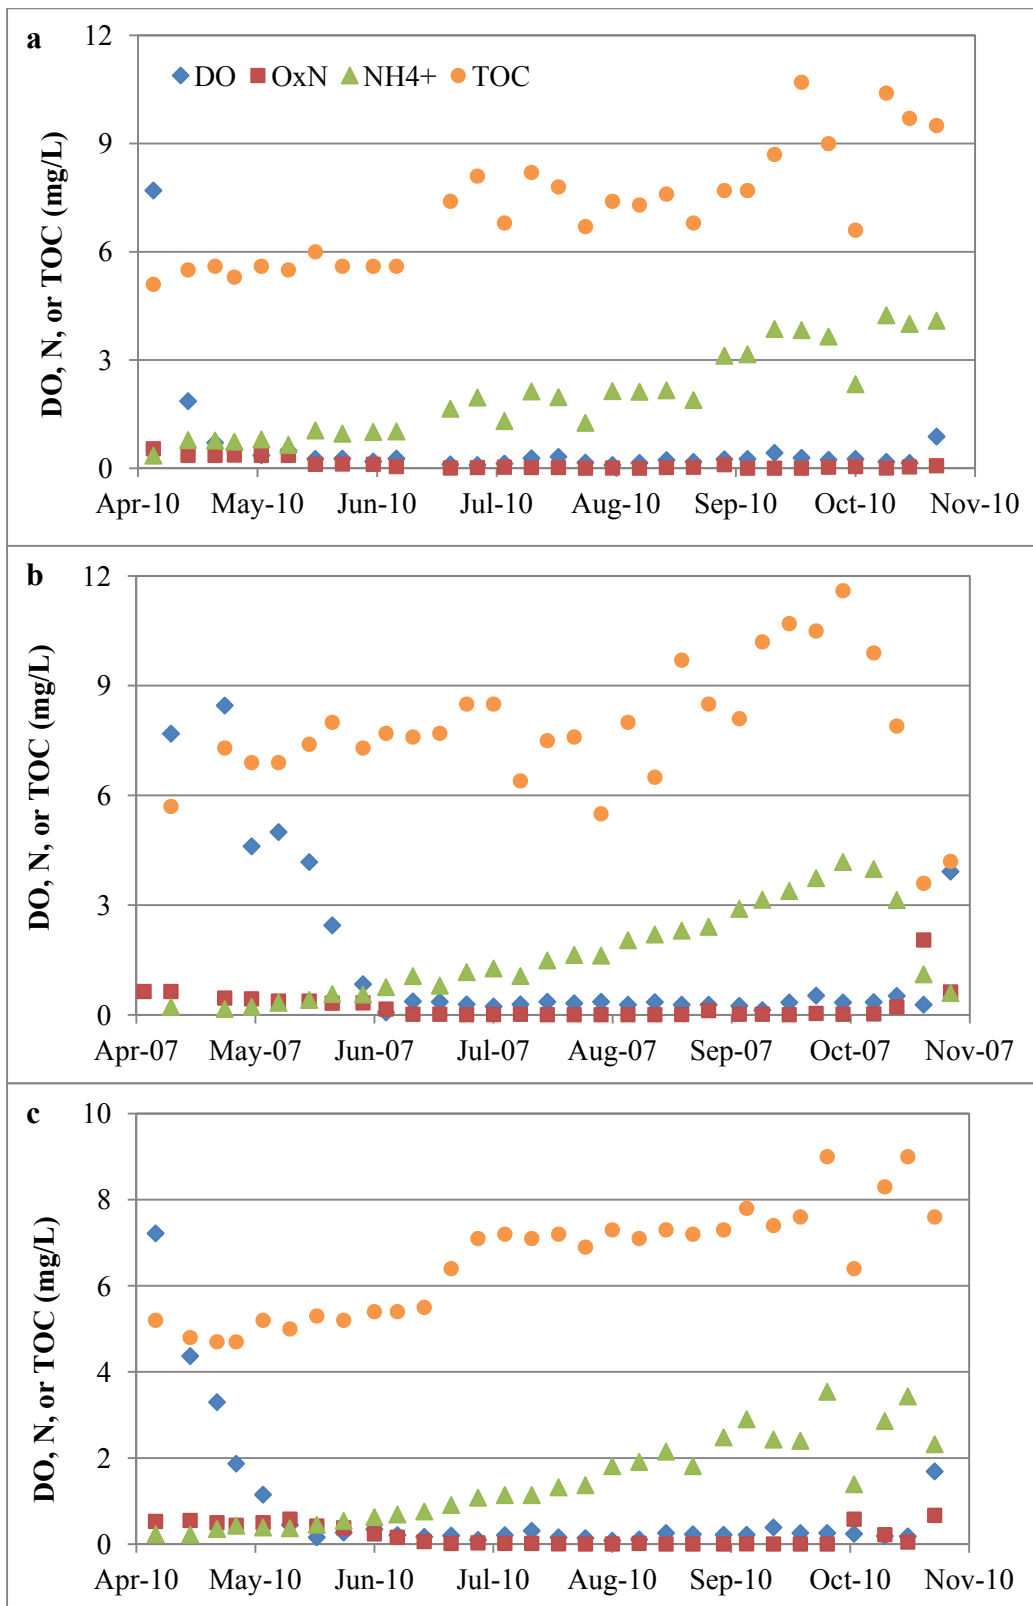 a
DO, N, or TOC (mg/L)
12
9
6
3
0
DO OxN NH4+ TOC
Apr-10 May-10 Jun-10 Jul-10 Aug-10 Sep-10 Oct-10 Nov-10
b
DO, N, or TOC (mg/L)
12
9
6
3
0
Apr-07 May-07 Jun-07 Jul-07 Aug-07 Sep-07 Oct-07 Nov-07
c
DO, N, or TOC (mg/L)
10
8
6
4
2
0
Apr-10 May-10 Jun-10 Jul-10 Aug-10 Sep-10 Oct-10 Nov-10